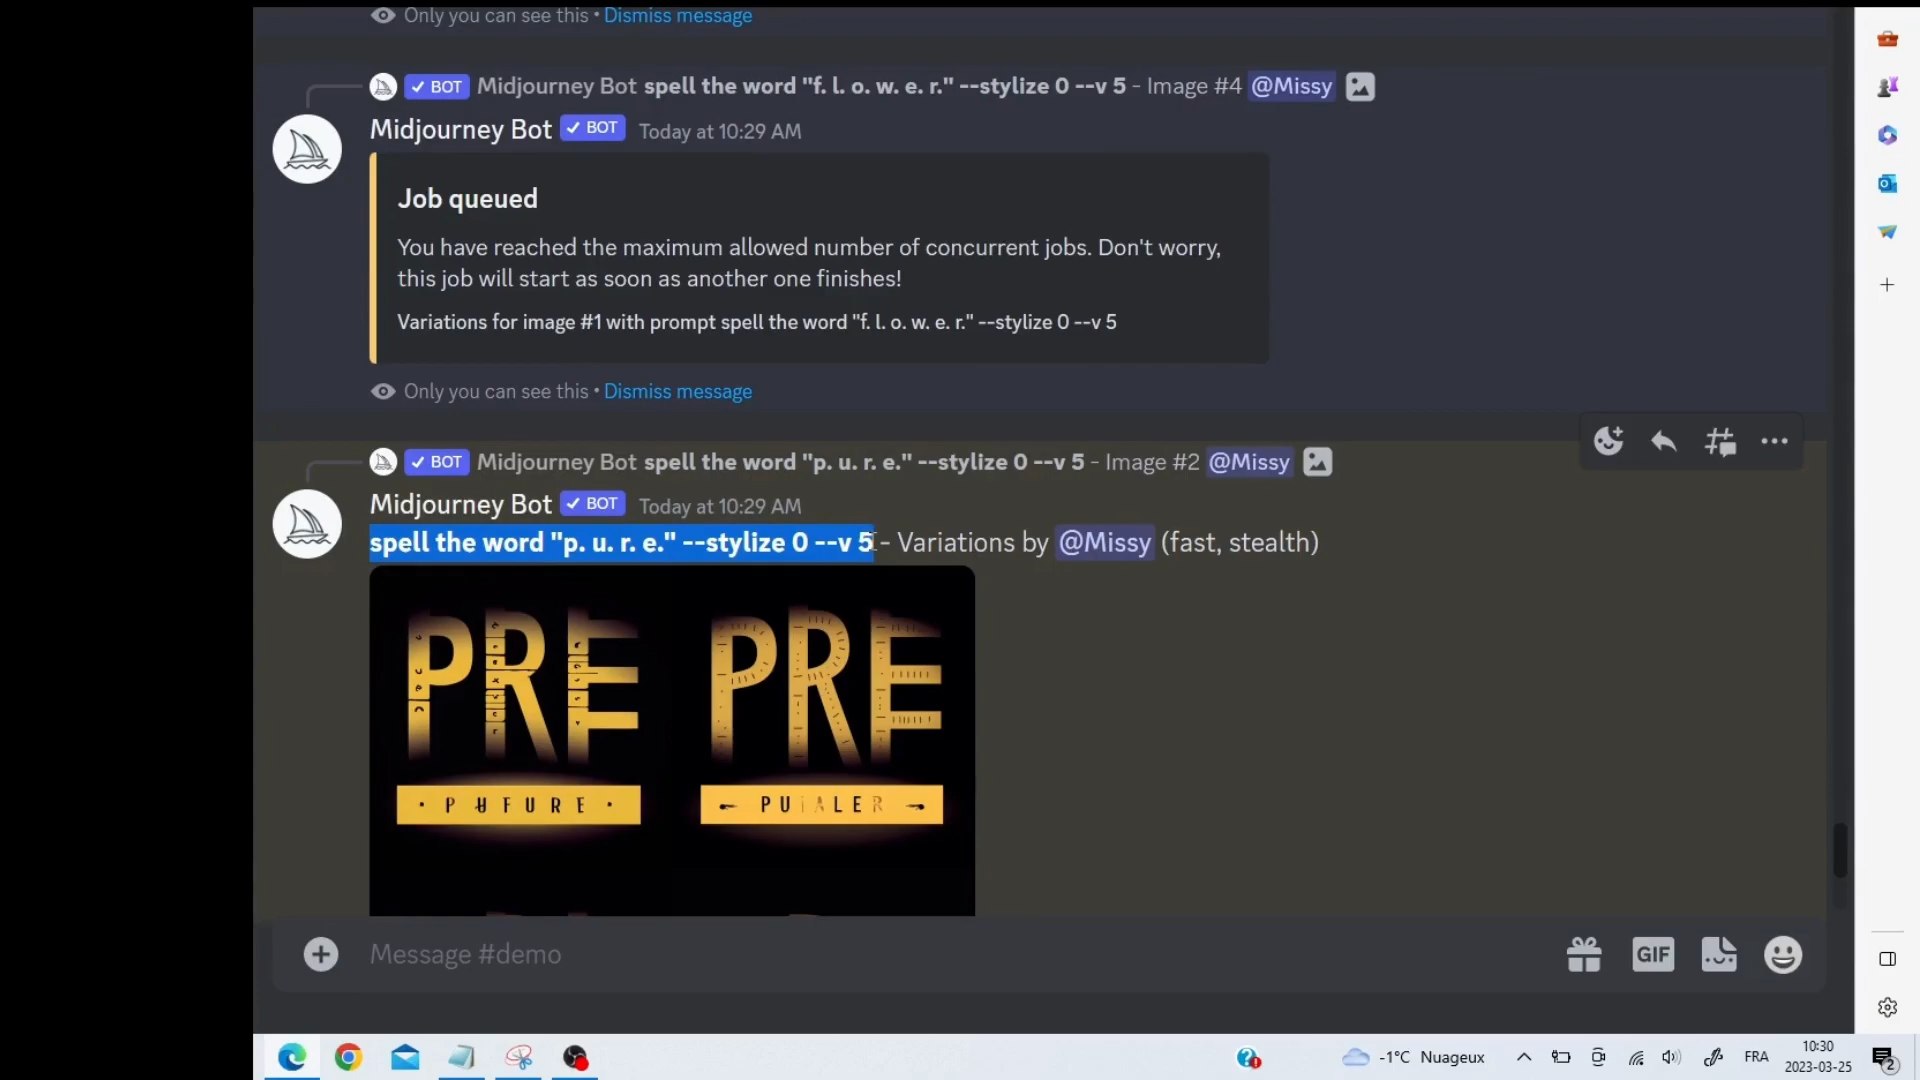 Only you can see this • Dismiss message
✓ BOT Midjourney Bot spell the word "f. l. o. w. e. r." --stylize 0 --v 5 - Image #4 @Missy
Midjourney Bot ✓ BOT Today at 10:29 AM
Job queued
You have reached the maximum allowed number of concurrent jobs. Don't worry,
this job will start as soon as another one finishes!
Variations for image #1 with prompt spell the word "f. l. o. w. e. r." --stylize 0 --v 5
Only you can see this • Dismiss message
✓ BOT Midjourney Bot spell the word "p. u. r. e." --stylize 0 --v 5 - Image #2 @Missy
Midjourney Bot ✓ BOT Today at 10:29 AM
spell the word "p. u. r. e." --stylize 0 --v 5 - Variations by @Missy (fast, stealth)
PRE PRE
· PUFURE · PUIALER
Message #demo
GIF
-1°C Nuageux
FRA
10:30
2023-03-25
2